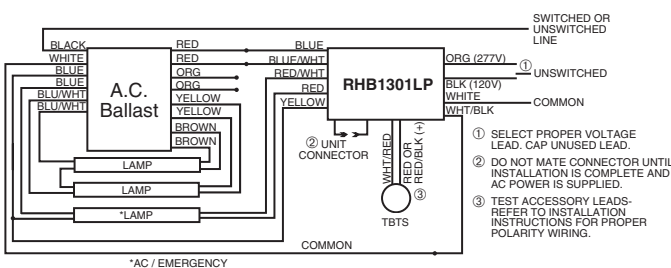 SWITCHED OR
UNSWITCHED
LINE
BLACK
WHITE
BLUE
BLUE
BLU/WHT
BLU/WHT
A.C.
Ballast
RED
RED
ORG
ORG
YELLOW
YELLOW
BROWN
BROWN
BLUE
BLUE/WHT
RED/WHT
RED
YELLOW
RHB1301LP
ORG (277V)
①
UNSWITCHED
BLK (120V)
WHITE
COMMON
WHT/BLK
② UNIT
CONNECTOR
WHT/RED
RED OR
RED/BLK (+)
③
TBTS
LAMP
LAMP
*LAMP
COMMON
*AC / EMERGENCY
① SELECT PROPER VOLTAGE
LEAD. CAP UNUSED LEAD.
② DO NOT MATE CONNECTOR UNTIL
INSTALLATION IS COMPLETE AND
AC POWER IS SUPPLIED.
③ TEST ACCESSORY LEADS-
REFER TO INSTALLATION
INSTRUCTIONS FOR PROPER
POLARITY WIRING.